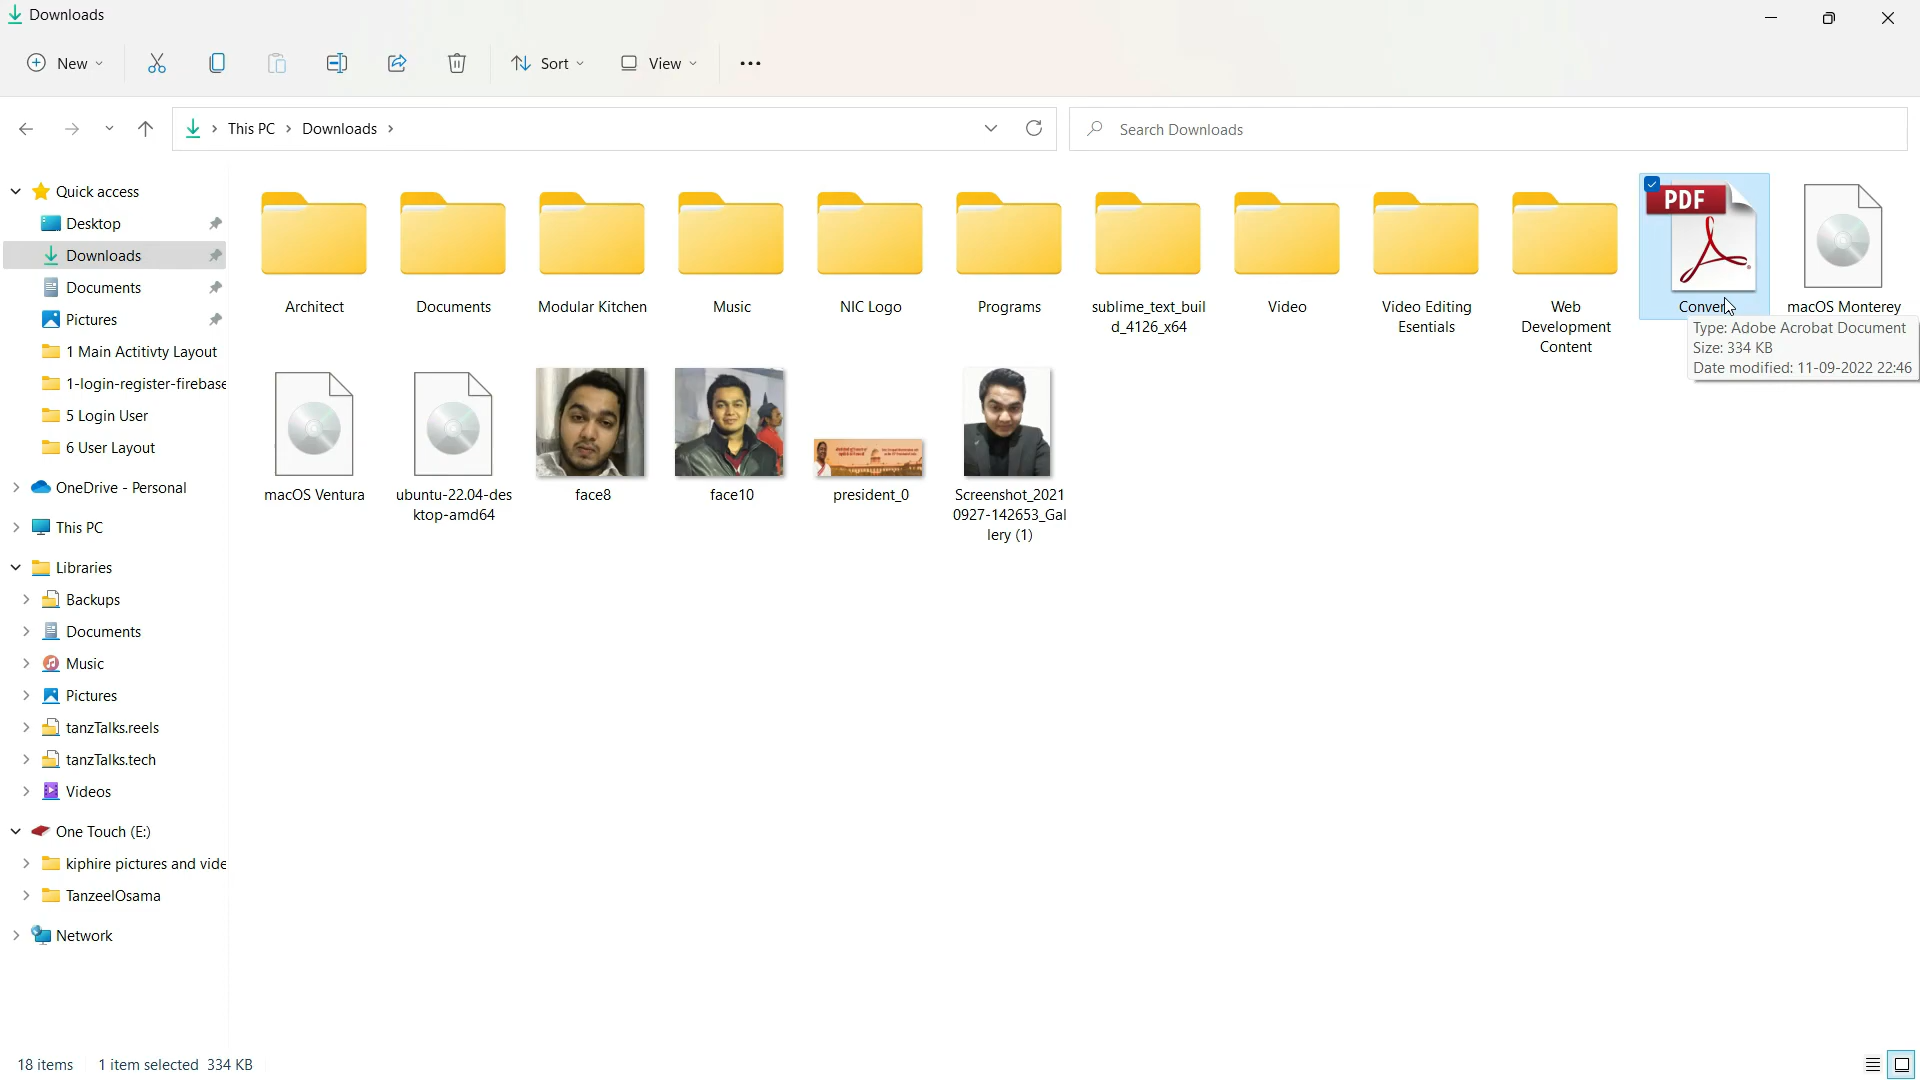 Downloads
New
Sort
View
This PC
Downloads
Search Downloads
Quick access
Desktop
Downloads
Documents
Pictures
1 Main Actitivty Layout
1-login-register-firebase
5 Login User
6 User Layout
OneDrive - Personal
This PC
Libraries
Backups
Documents
Music
Pictures
tanzTalks.reels
tanzTalks.tech
Videos
One Touch (E:)
kiphire pictures and vide
TanzeelOsama
Network
Architect
Documents
Modular Kitchen
Music
NIC Logo
Programs
sublime_text_buil
d_4126_x64
Video
Video Editing
Esentials
Web
Development
Content
PDF
macOS Monterey
Type: Adobe Acrobat Document
Size: 334 KB
Date modified: 11-09-2022 22:46
macOS Ventura
ubuntu-22.04-des
ktop-amd64
face8
face10
president_0
Screenshot_2021
0927-142653_Gal
lery (1)
18 items
1 item selected 334 KB